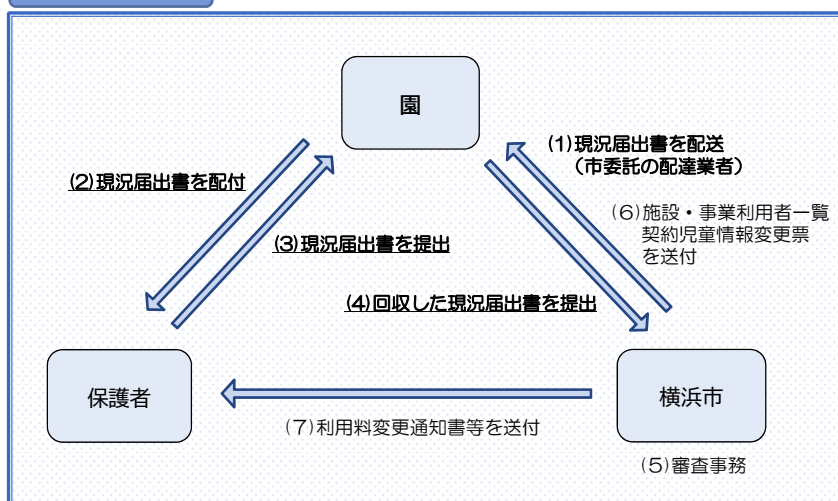 園
(1)現況届出書を配送
（市委託の配達業者）
(2)現況届出書を配付
(6)施設・事業利用者一覧
契約児童情報変更票
を送付
(3)現況届出書を提出
(4)回収した現況届出書を提出
保護者
横浜市
(7)利用料変更通知書等を送付
(5)審査事務